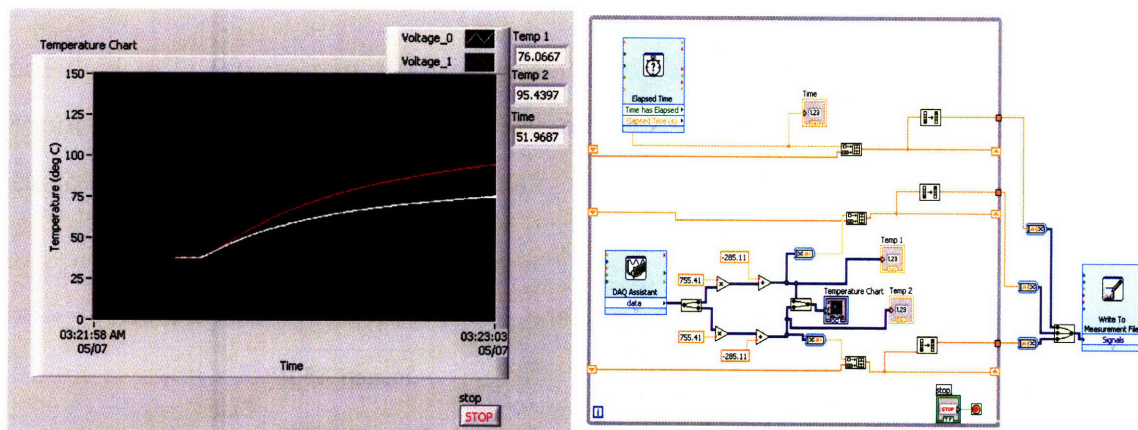 Temperature Chart
Voltage_0
Voltage_1
Temp 1
76.0667
Temp 2
95.4397
Time
51.9687
150
125
100
75
50
25
0
Temperature (deg C)
03:21:58 AM
05/07
03:23:03
05/07
Time
stop
STOP
Elapsed Time
Time has Elapsed
Elapsed Time (s)
Time
1.23
Temp 1
1.23
-285.11
755.41
DAQ Assistant
data
Temperature Chart
Temp 2
1.23
755.41
-285.11
Write To
Measurement File
Signals
stop
STOP
TF
i